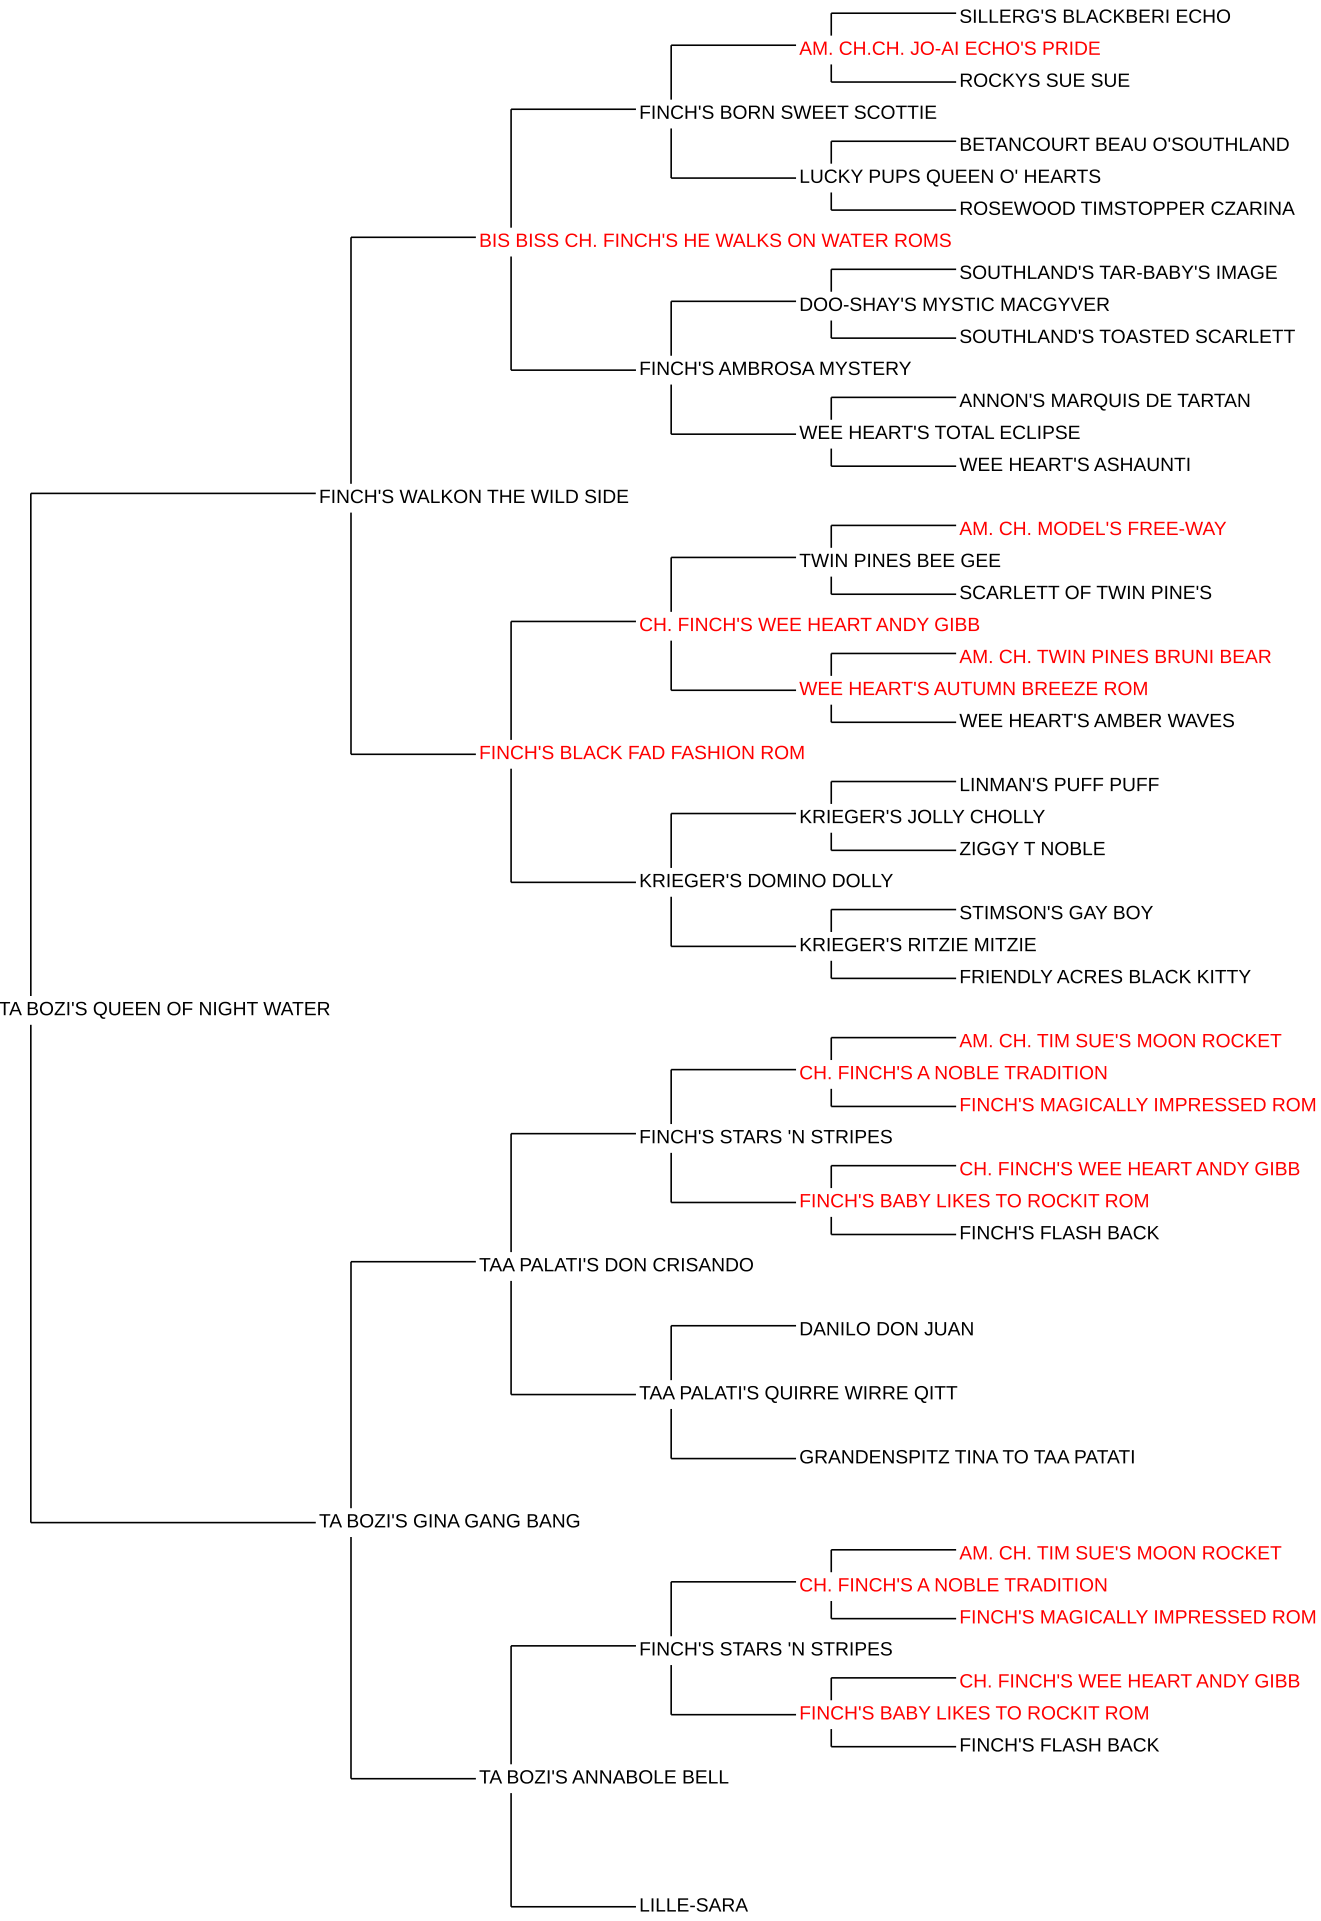 SILLERG'S BLACKBERI ECHO
AM. CH.CH. JO-AI ECHO'S PRIDE
ROCKYS SUE SUE
FINCH'S BORN SWEET SCOTTIE
BETANCOURT BEAU O'SOUTHLAND
LUCKY PUPS QUEEN O' HEARTS
ROSEWOOD TIMSTOPPER CZARINA
BIS BISS CH. FINCH'S HE WALKS ON WATER ROMS
SOUTHLAND'S TAR-BABY'S IMAGE
DOO-SHAY'S MYSTIC MACGYVER
SOUTHLAND'S TOASTED SCARLETT
FINCH'S AMBROSA MYSTERY
ANNON'S MARQUIS DE TARTAN
WEE HEART'S TOTAL ECLIPSE
WEE HEART'S ASHAUNTI
FINCH'S WALKON THE WILD SIDE
AM. CH. MODEL'S FREE-WAY
TWIN PINES BEE GEE
SCARLETT OF TWIN PINE'S
CH. FINCH'S WEE HEART ANDY GIBB
AM. CH. TWIN PINES BRUNI BEAR
WEE HEART'S AUTUMN BREEZE ROM
WEE HEART'S AMBER WAVES
FINCH'S BLACK FAD FASHION ROM
LINMAN'S PUFF PUFF
KRIEGER'S JOLLY CHOLLY
ZIGGY T NOBLE
KRIEGER'S DOMINO DOLLY
STIMSON'S GAY BOY
KRIEGER'S RITZIE MITZIE
FRIENDLY ACRES BLACK KITTY
TA BOZI'S QUEEN OF NIGHT WATER
AM. CH. TIM SUE'S MOON ROCKET
CH. FINCH'S A NOBLE TRADITION
FINCH'S MAGICALLY IMPRESSED ROM
FINCH'S STARS 'N STRIPES
CH. FINCH'S WEE HEART ANDY GIBB
FINCH'S BABY LIKES TO ROCKIT ROM
FINCH'S FLASH BACK
TAA PALATI'S DON CRISANDO
DANILO DON JUAN
TAA PALATI'S QUIRRE WIRRE QITT
GRANDENSPITZ TINA TO TAA PATATI
TA BOZI'S GINA GANG BANG
AM. CH. TIM SUE'S MOON ROCKET
CH. FINCH'S A NOBLE TRADITION
FINCH'S MAGICALLY IMPRESSED ROM
FINCH'S STARS 'N STRIPES
CH. FINCH'S WEE HEART ANDY GIBB
FINCH'S BABY LIKES TO ROCKIT ROM
FINCH'S FLASH BACK
TA BOZI'S ANNABOLE BELL
LILLE-SARA